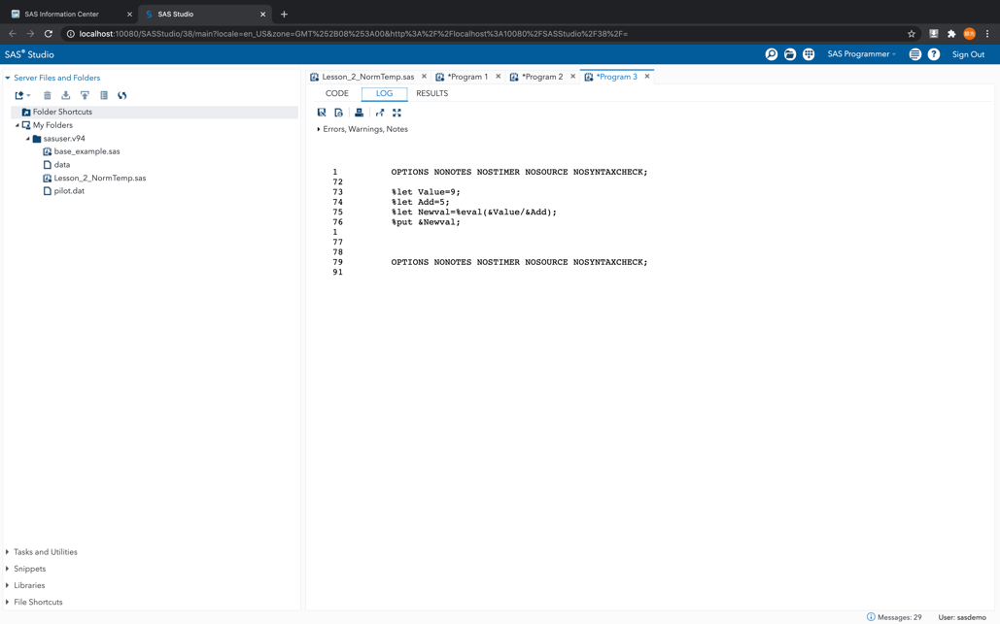 SAS Information Center
SAS Studio
localhost:10080/SASStudio/38/main?locale=en_US&zone=GMT%252B08%253A00&http%3A%2F%2Flocalhost%3A10080%2FSASStudio%2F38%2F=
SAS® Studio
SAS Programmer
Sign Out
Server Files and Folders
Folder Shortcuts
My Folders
sasuser.v94
base_example.sas
data
Lesson_2_NormTemp.sas
pilot.dat
Tasks and Utilities
Snippets
Libraries
File Shortcuts
Lesson_2_NormTemp.sas
*Program 1
*Program 2
*Program 3
CODE
LOG
RESULTS
Errors, Warnings, Notes
1 OPTIONS NONOTES NOSTIMER NOSOURCE NOSYNTAXCHECK;
72
73 %let Value=9;
74 %let Add=5;
75 %let Newval=%eval(&Value/&Add);
76 %put &Newval;
1
77
78
79 OPTIONS NONOTES NOSTIMER NOSOURCE NOSYNTAXCHECK;
91
Messages: 29
User: sasdemo